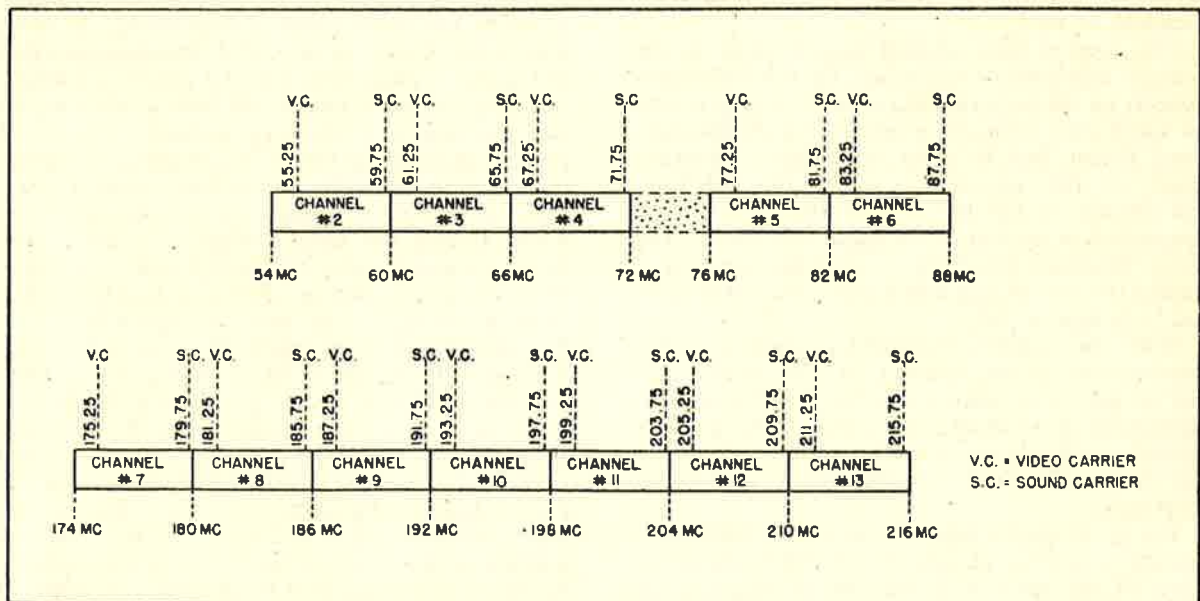 V.C. S.C. V.C. S.C. V.C. S.C V.C. S.C. V.C. S.C
55.25 59.75 61.25 65.75 67.25 71.75 77.25 81.75 83.25 87.75
CHANNEL #2
CHANNEL #3
CHANNEL #4
CHANNEL #5
CHANNEL #6
54 MC 60 MC 66 MC 72 MC 76 MC 82 MC 88 MC
V.C S.C. V.C. S.C. V.C. S.C. V.C. S.C. V.C. S.C. V.C. S.C. V.C. S.C.
175.25 179.75 181.25 185.75 187.25 191.75 193.25 197.75 199.25 203.75 205.25 209.75 211.25 215.75
CHANNEL #7
CHANNEL #8
CHANNEL #9
CHANNEL #10
CHANNEL #11
CHANNEL #12
CHANNEL #13
V.C. = VIDEO CARRIER
S.C. = SOUND CARRIER
174 MC 180 MC 186 MC 192 MC 198 MC 204 MC 210 MC 216 MC